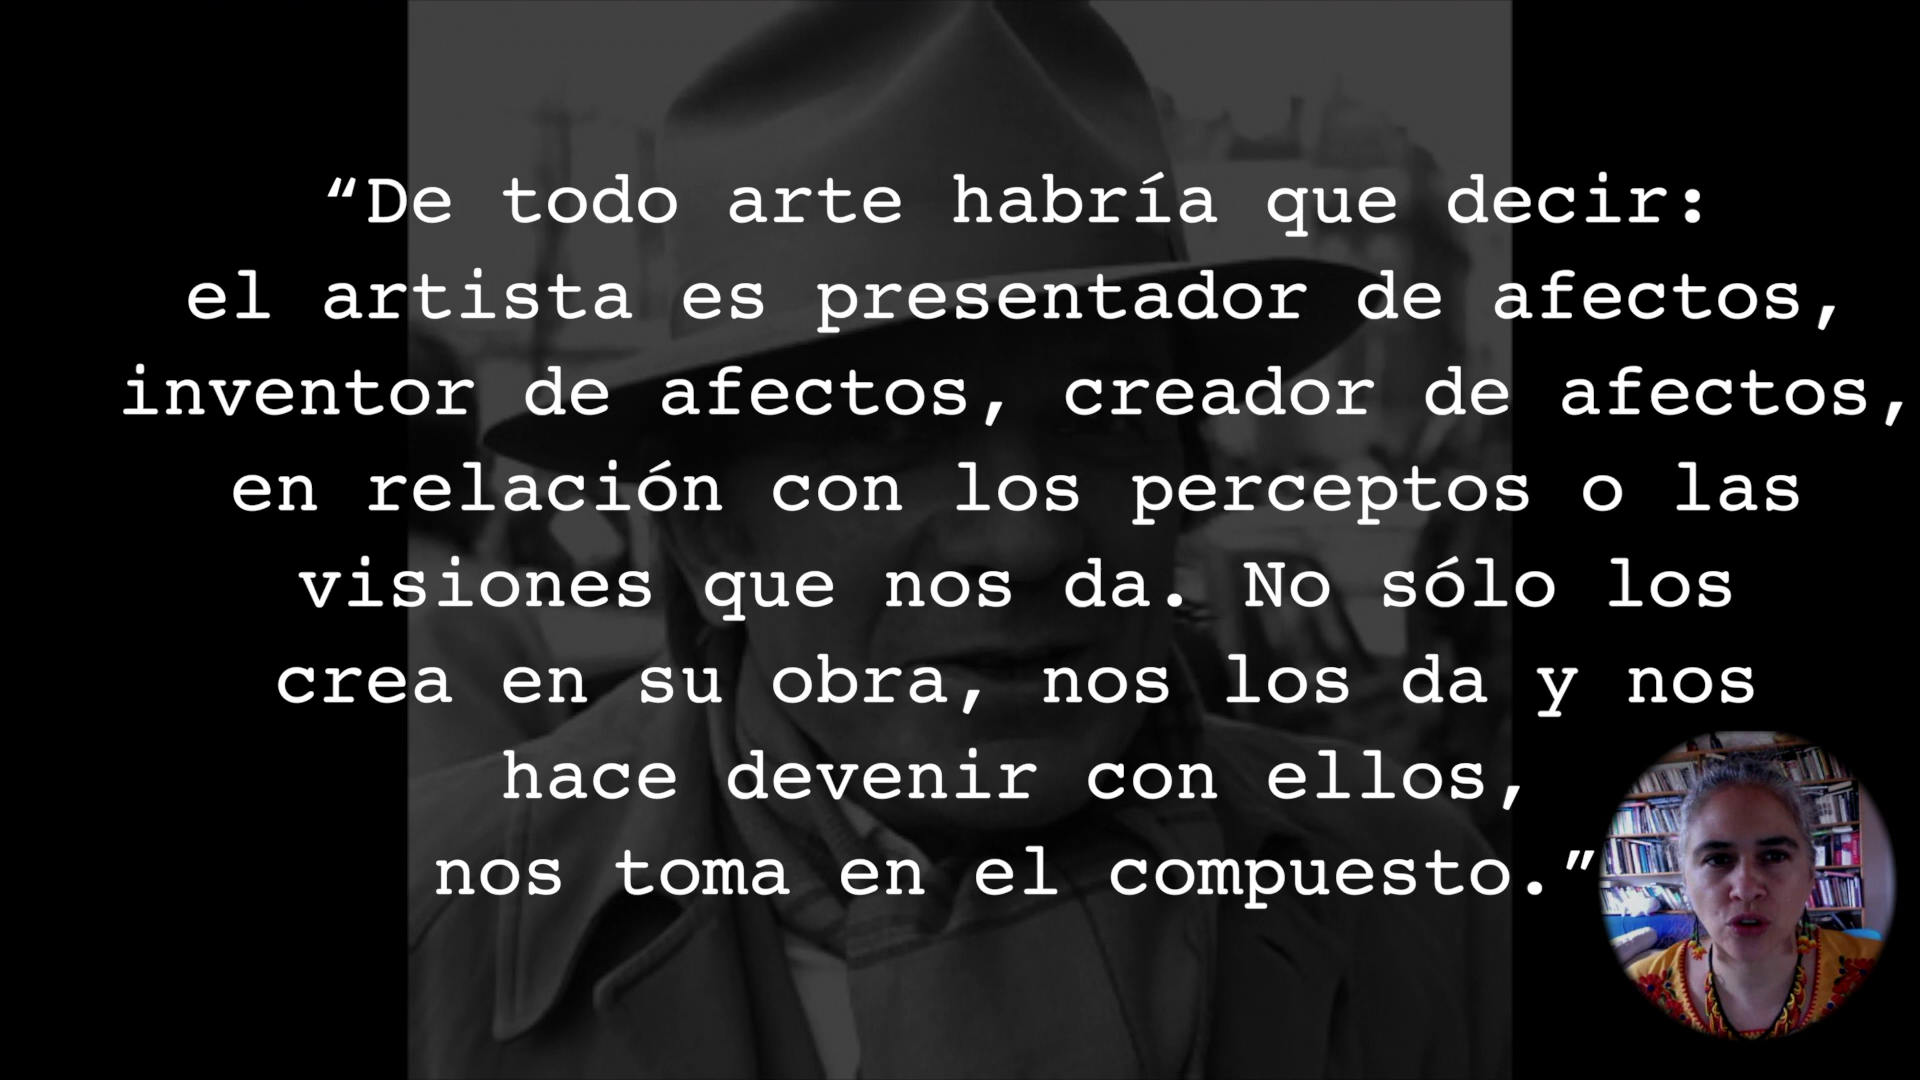 “De todo arte habría que decir:
el artista es presentador de afectos,
inventor de afectos, creador de afectos,
en relación con los perceptos o las
visiones que nos da. No sólo los
crea en su obra, nos los da y nos
hace devenir con ellos,
nos toma en el compuesto.”